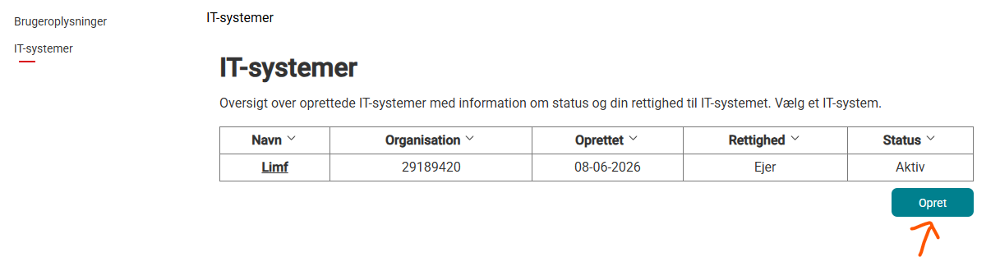 Brugeroplysninger
IT-systemer
IT-systemer
IT-systemer
Oversigt over oprettede IT-systemer med information om status og din rettighed til IT-systemet. Vælg et IT-system.
Navn Organisation Oprettet Rettighed Status
Limf 29189420 08-06-2026 Ejer Aktiv
Opret